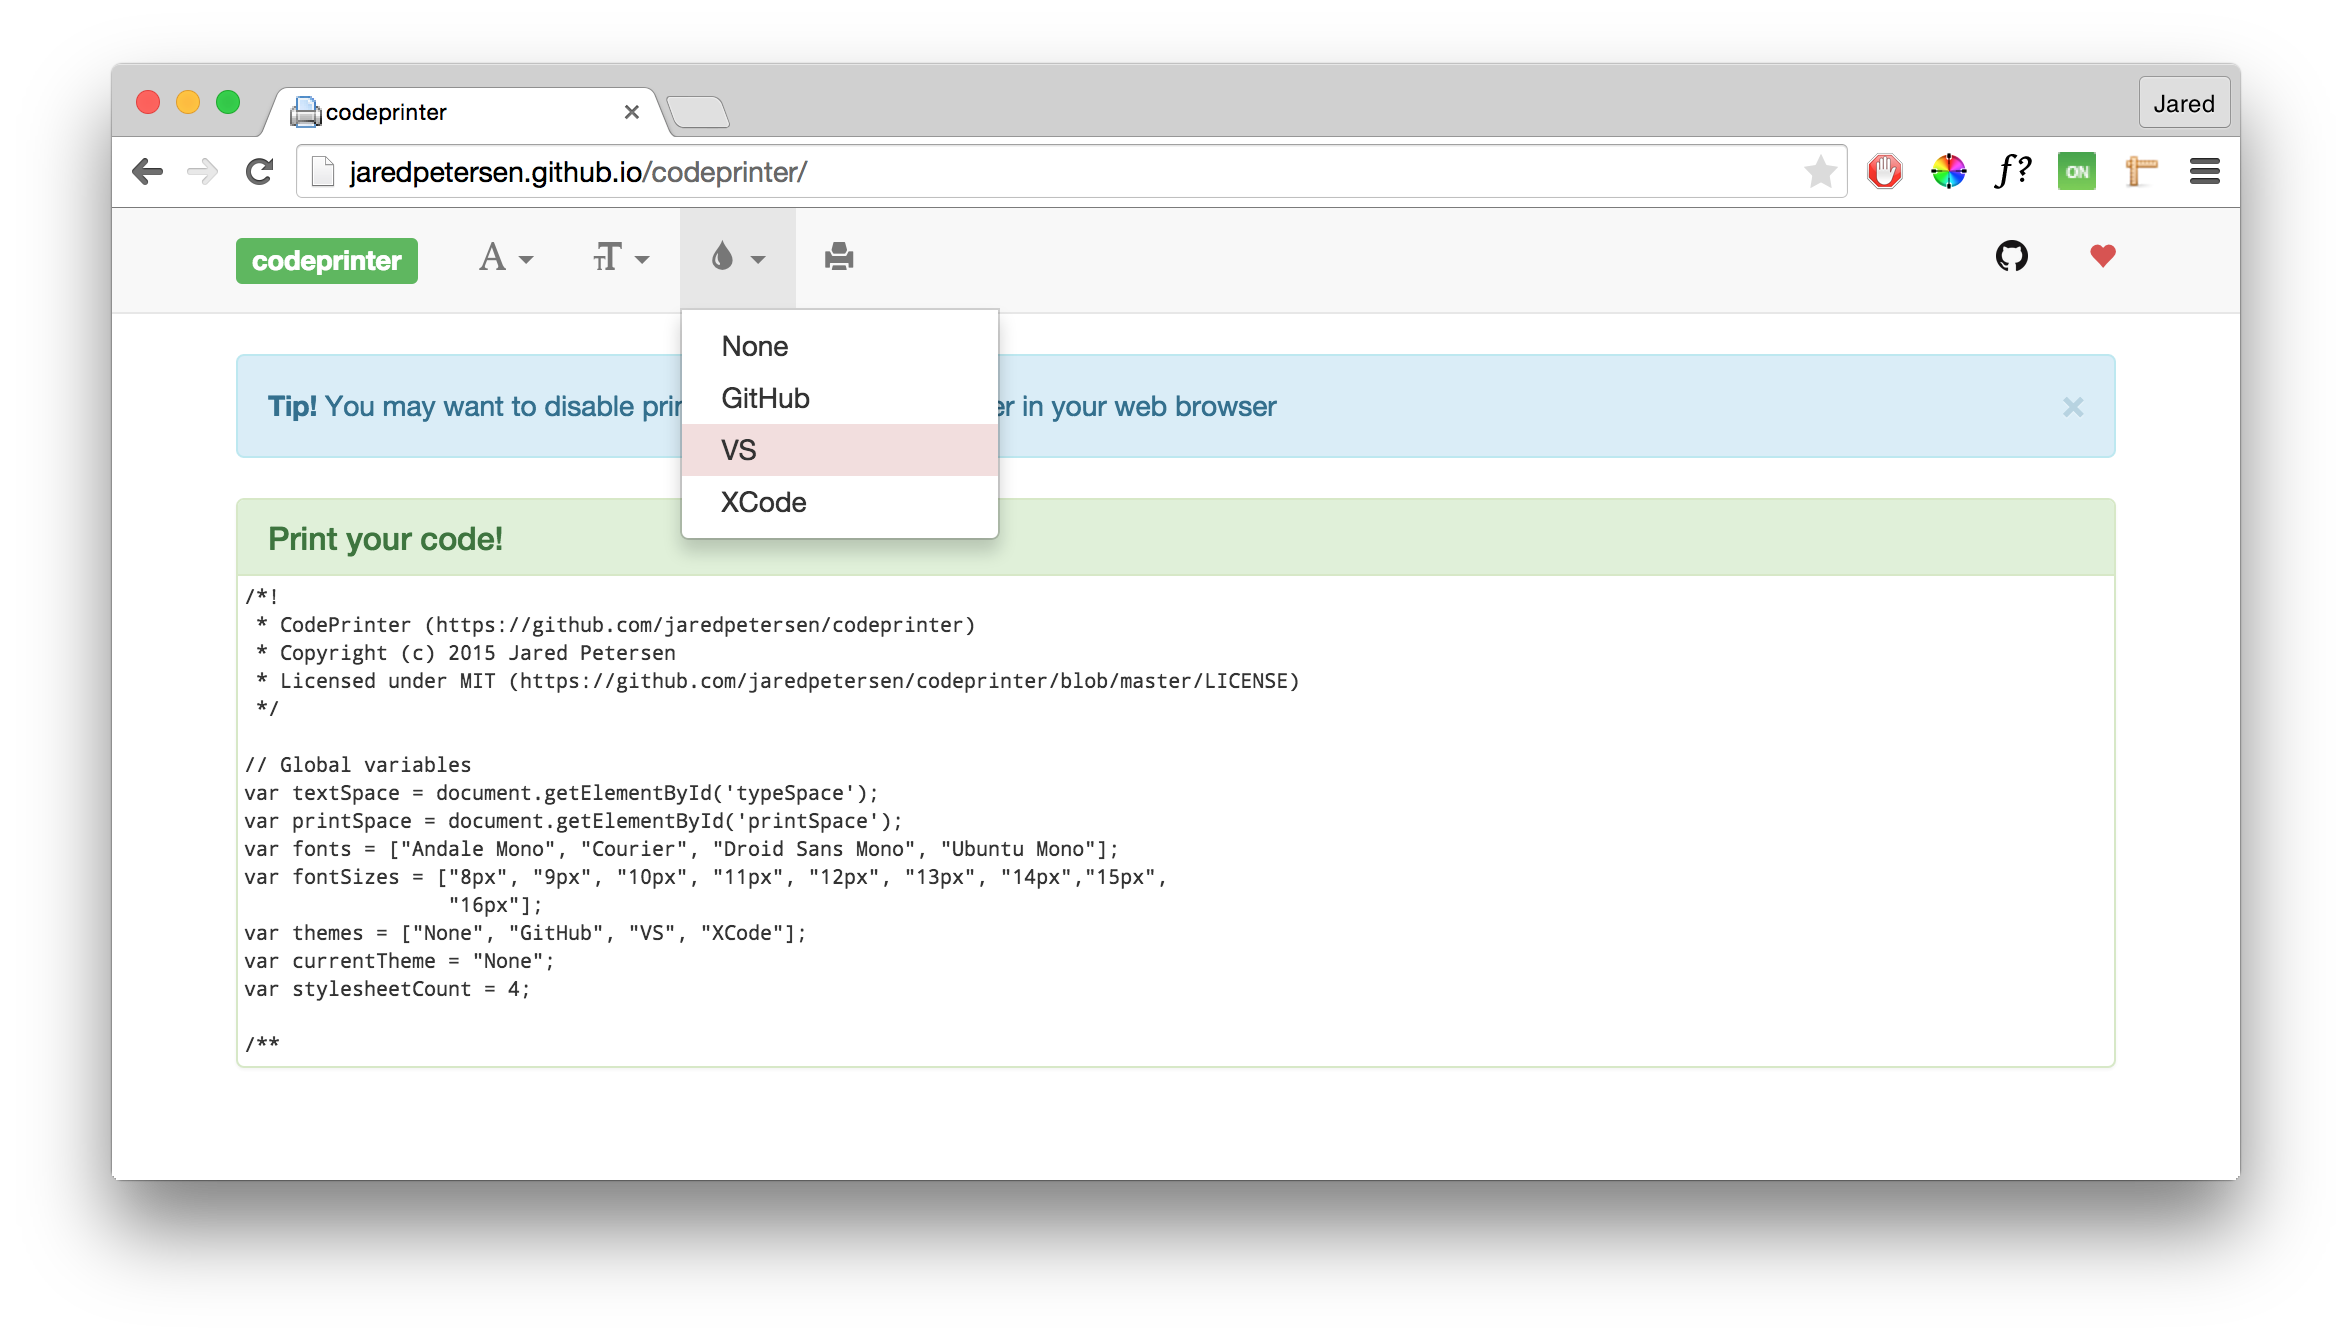 codeprinter
Jared
jaredpetersen.github.io/codeprinter/
f?
ON
codeprinter
A
TT
None
GitHub
VS
XCode
Tip! You may want to disable in your web browser
Print your code!
/*!
 * CodePrinter (https://github.com/jaredpetersen/codeprinter)
 * Copyright (c) 2015 Jared Petersen
 * Licensed under MIT (https://github.com/jaredpetersen/codeprinter/blob/master/LICENSE)
 */
// Global variables
var textSpace = document.getElementById('typeSpace');
var printSpace = document.getElementById('printSpace');
var fonts = ["Andale Mono", "Courier", "Droid Sans Mono", "Ubuntu Mono"];
var fontSizes = ["8px", "9px", "10px", "11px", "12px", "13px", "14px","15px",
                 "16px"];
var themes = ["None", "GitHub", "VS", "XCode"];
var currentTheme = "None";
var stylesheetCount = 4;
/**